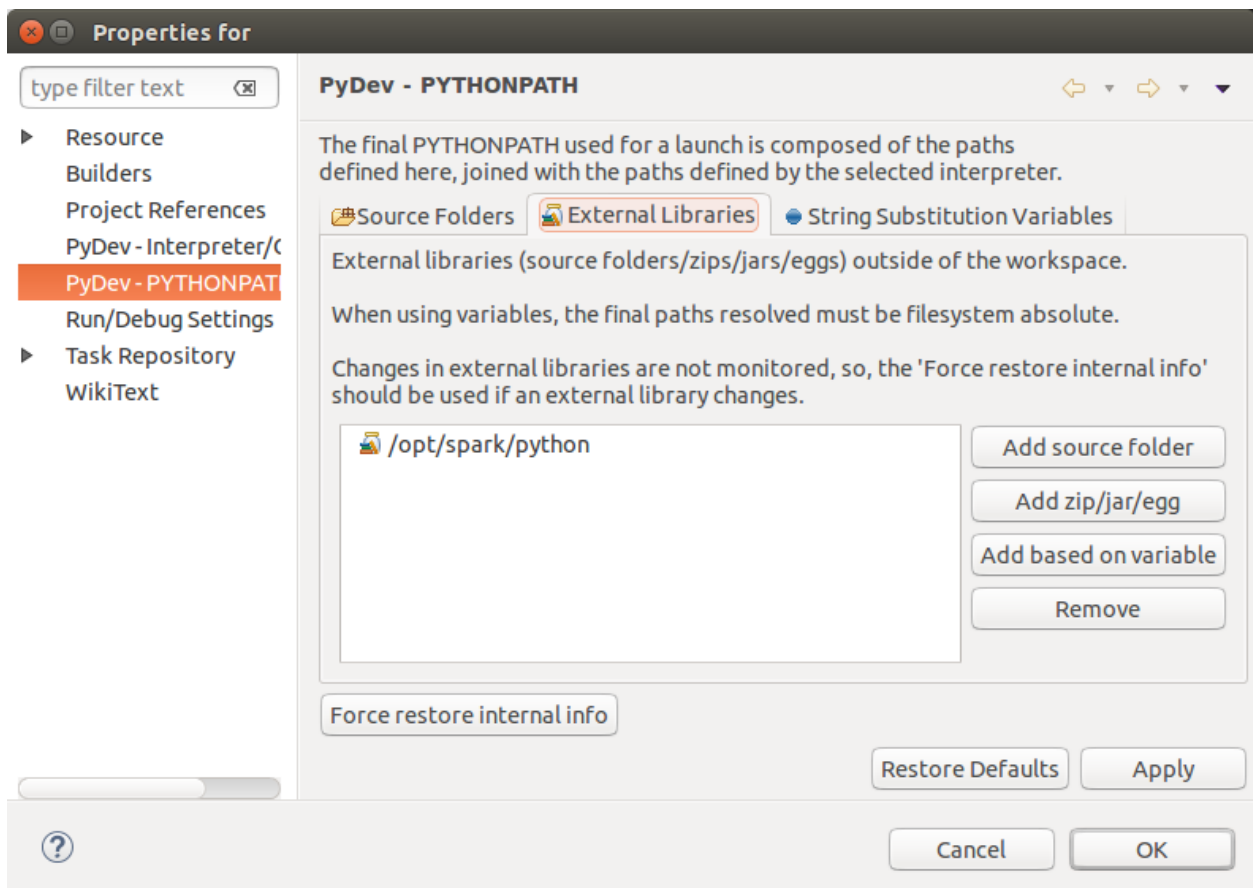 Properties for
type filter text
Resource
Builders
Project References
PyDev - Interpreter/G
PyDev - PYTHONPATH
Run/Debug Settings
Task Repository
WikiText
PyDev - PYTHONPATH
The final PYTHONPATH used for a launch is composed of the paths
defined here, joined with the paths defined by the selected interpreter.
Source Folders External Libraries String Substitution Variables
External libraries (source folders/zips/jars/eggs) outside of the workspace.
When using variables, the final paths resolved must be filesystem absolute.
Changes in external libraries are not monitored, so, the 'Force restore internal info'
should be used if an external library changes.
/opt/spark/python
Add source folder
Add zip/jar/egg
Add based on variable
Remove
Force restore internal info
Restore Defaults Apply
? Cancel OK